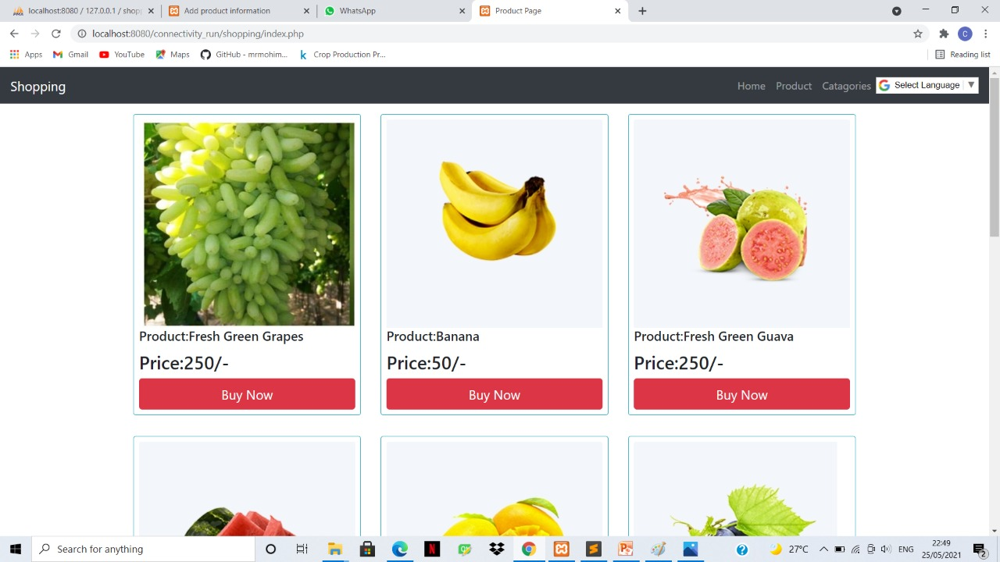 localhost:8080 / 127.0.0.1 / shop
Add product information
WhatsApp
Product Page
localhost:8080/connectivity_run/shopping/index.php
C
Apps
Gmail
YouTube
Maps
GitHub - mrmohim...
Crop Production Pr...
Reading list
Shopping
Home
Product
Catagories
Select Language ▼
Product:Fresh Green Grapes
Price:250/-
Buy Now
Product:Banana
Price:50/-
Buy Now
Product:Fresh Green Guava
Price:250/-
Buy Now
Search for anything
27°C
ENG
22:49
25/05/2021
2